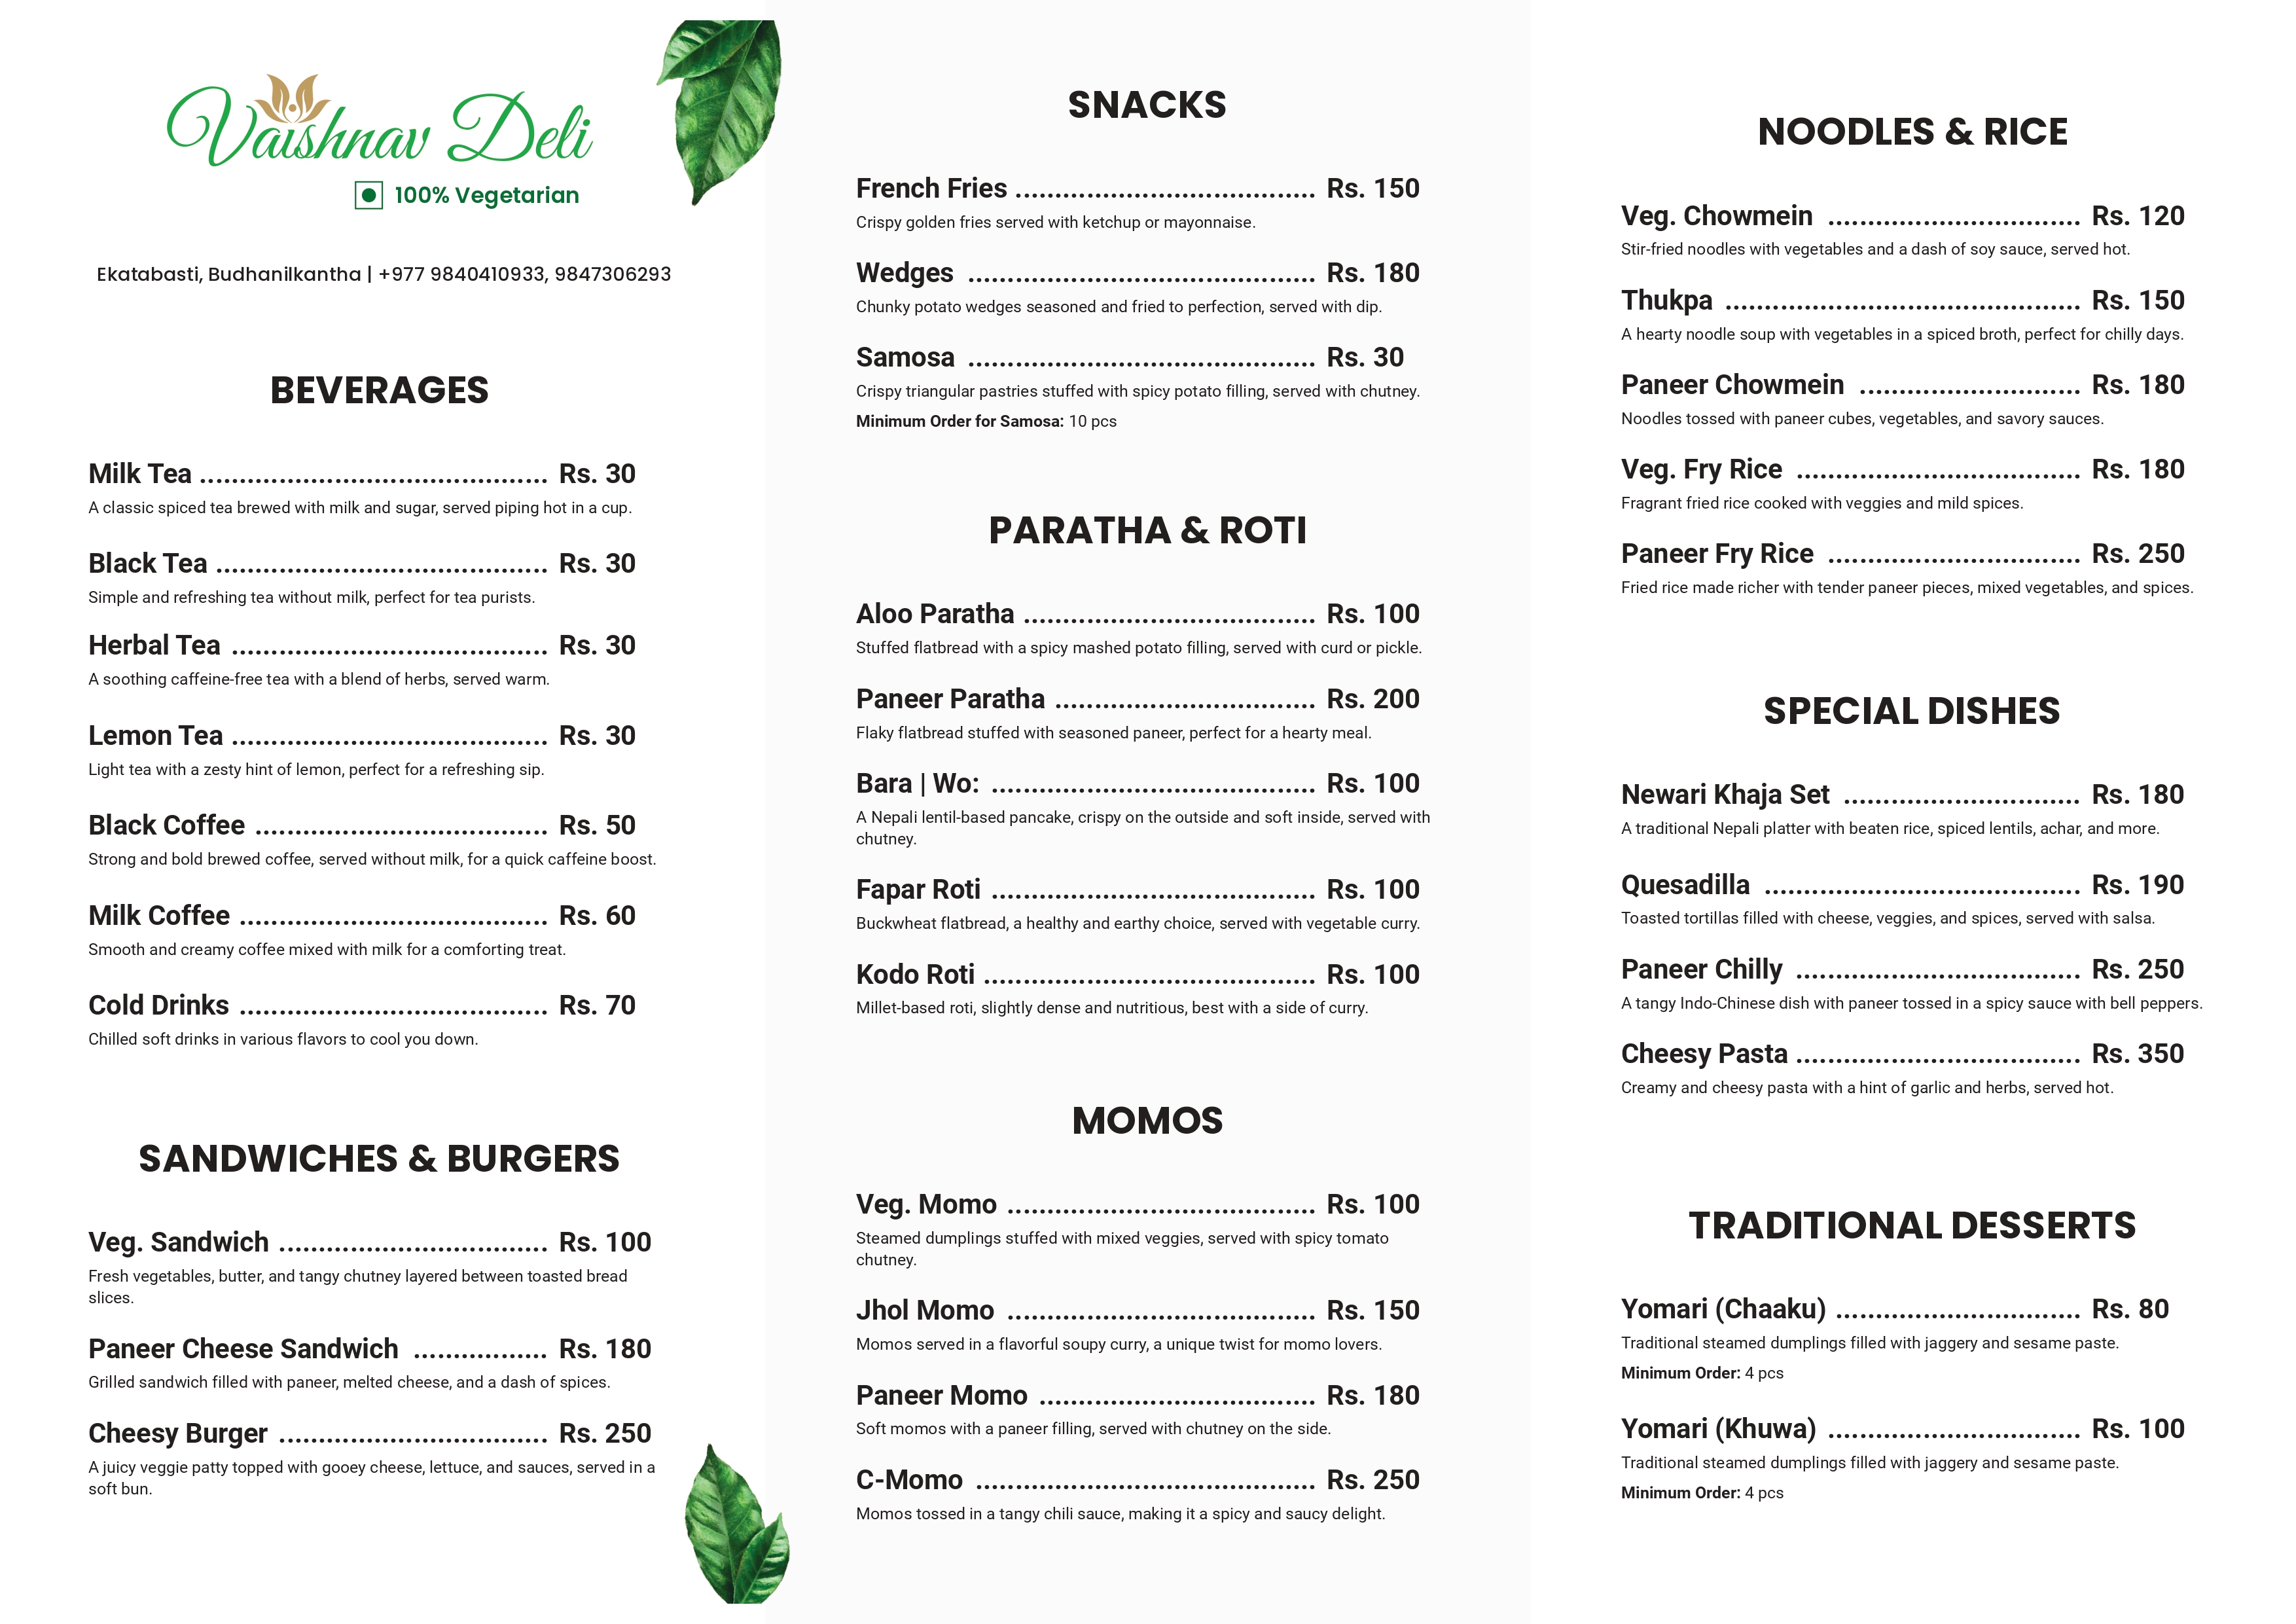 Vaishnav Deli
100% Vegetarian
Ekatabasti, Budhanilkantha | +977 9840410933, 9847306293
BEVERAGES
Milk Tea ............................................ Rs. 30
A classic spiced tea brewed with milk and sugar, served piping hot in a cup.
Black Tea .......................................... Rs. 30
Simple and refreshing tea without milk, perfect for tea purists.
Herbal Tea ........................................ Rs. 30
A soothing caffeine-free tea with a blend of herbs, served warm.
Lemon Tea ........................................ Rs. 30
Light tea with a zesty hint of lemon, perfect for a refreshing sip.
Black Coffee ..................................... Rs. 50
Strong and bold brewed coffee, served without milk, for a quick caffeine boost.
Milk Coffee ....................................... Rs. 60
Smooth and creamy coffee mixed with milk for a comforting treat.
Cold Drinks ....................................... Rs. 70
Chilled soft drinks in various flavors to cool you down.
SANDWICHES & BURGERS
Veg. Sandwich .................................. Rs. 100
Fresh vegetables, butter, and tangy chutney layered between toasted bread
slices.
Paneer Cheese Sandwich ................. Rs. 180
Grilled sandwich filled with paneer, melted cheese, and a dash of spices.
Cheesy Burger .................................. Rs. 250
A juicy veggie patty topped with gooey cheese, lettuce, and sauces, served in a
soft bun.
SNACKS
French Fries ...................................... Rs. 150
Crispy golden fries served with ketchup or mayonnaise.
Wedges ............................................ Rs. 180
Chunky potato wedges seasoned and fried to perfection, served with dip.
Samosa ............................................ Rs. 30
Crispy triangular pastries stuffed with spicy potato filling, served with chutney.
Minimum Order for Samosa: 10 pcs
PARATHA & ROTI
Aloo Paratha ..................................... Rs. 100
Stuffed flatbread with a spicy mashed potato filling, served with curd or pickle.
Paneer Paratha ................................. Rs. 200
Flaky flatbread stuffed with seasoned paneer, perfect for a hearty meal.
Bara | Wo: ......................................... Rs. 100
A Nepali lentil-based pancake, crispy on the outside and soft inside, served with
chutney.
Fapar Roti ......................................... Rs. 100
Buckwheat flatbread, a healthy and earthy choice, served with vegetable curry.
Kodo Roti .......................................... Rs. 100
Millet-based roti, slightly dense and nutritious, best with a side of curry.
MOMOS
Veg. Momo ....................................... Rs. 100
Steamed dumplings stuffed with mixed veggies, served with spicy tomato
chutney.
Jhol Momo ....................................... Rs. 150
Momos served in a flavorful soupy curry, a unique twist for momo lovers.
Paneer Momo ................................... Rs. 180
Soft momos with a paneer filling, served with chutney on the side.
C-Momo ........................................... Rs. 250
Momos tossed in a tangy chili sauce, making it a spicy and saucy delight.
NOODLES & RICE
Veg. Chowmein ................................ Rs. 120
Stir-fried noodles with vegetables and a dash of soy sauce, served hot.
Thukpa ............................................. Rs. 150
A hearty noodle soup with vegetables in a spiced broth, perfect for chilly days.
Paneer Chowmein ............................ Rs. 180
Noodles tossed with paneer cubes, vegetables, and savory sauces.
Veg. Fry Rice .................................... Rs. 180
Fragrant fried rice cooked with veggies and mild spices.
Paneer Fry Rice ................................ Rs. 250
Fried rice made richer with tender paneer pieces, mixed vegetables, and spices.
SPECIAL DISHES
Newari Khaja Set .............................. Rs. 180
A traditional Nepali platter with beaten rice, spiced lentils, achar, and more.
Quesadilla ........................................ Rs. 190
Toasted tortillas filled with cheese, veggies, and spices, served with salsa.
Paneer Chilly .................................... Rs. 250
A tangy Indo-Chinese dish with paneer tossed in a spicy sauce with bell peppers.
Cheesy Pasta .................................... Rs. 350
Creamy and cheesy pasta with a hint of garlic and herbs, served hot.
TRADITIONAL DESSERTS
Yomari (Chaaku) ............................... Rs. 80
Traditional steamed dumplings filled with jaggery and sesame paste.
Minimum Order: 4 pcs
Yomari (Khuwa) ................................ Rs. 100
Traditional steamed dumplings filled with jaggery and sesame paste.
Minimum Order: 4 pcs